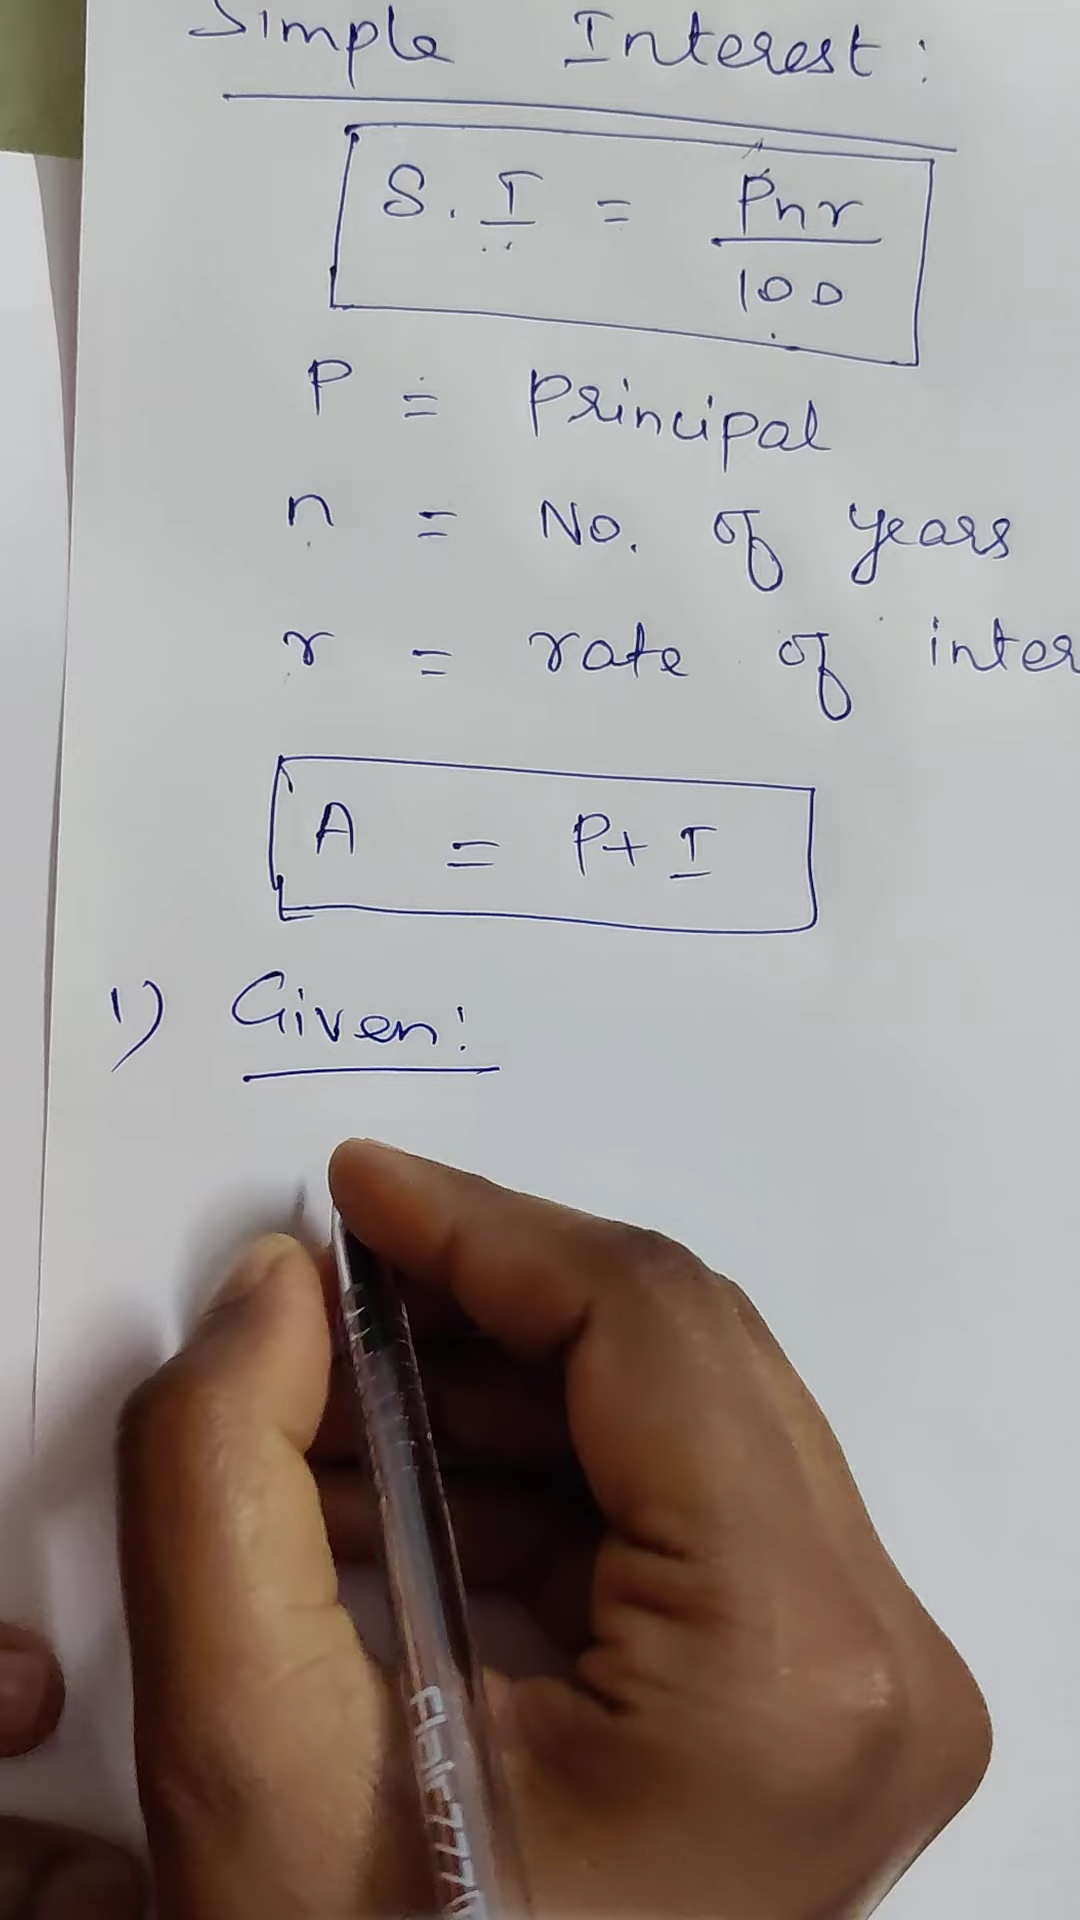 Simple Interest:
S.I = Pnr
100
P = Principal
n = No. of years
r = rate of inter
A = P+I
1) Given: